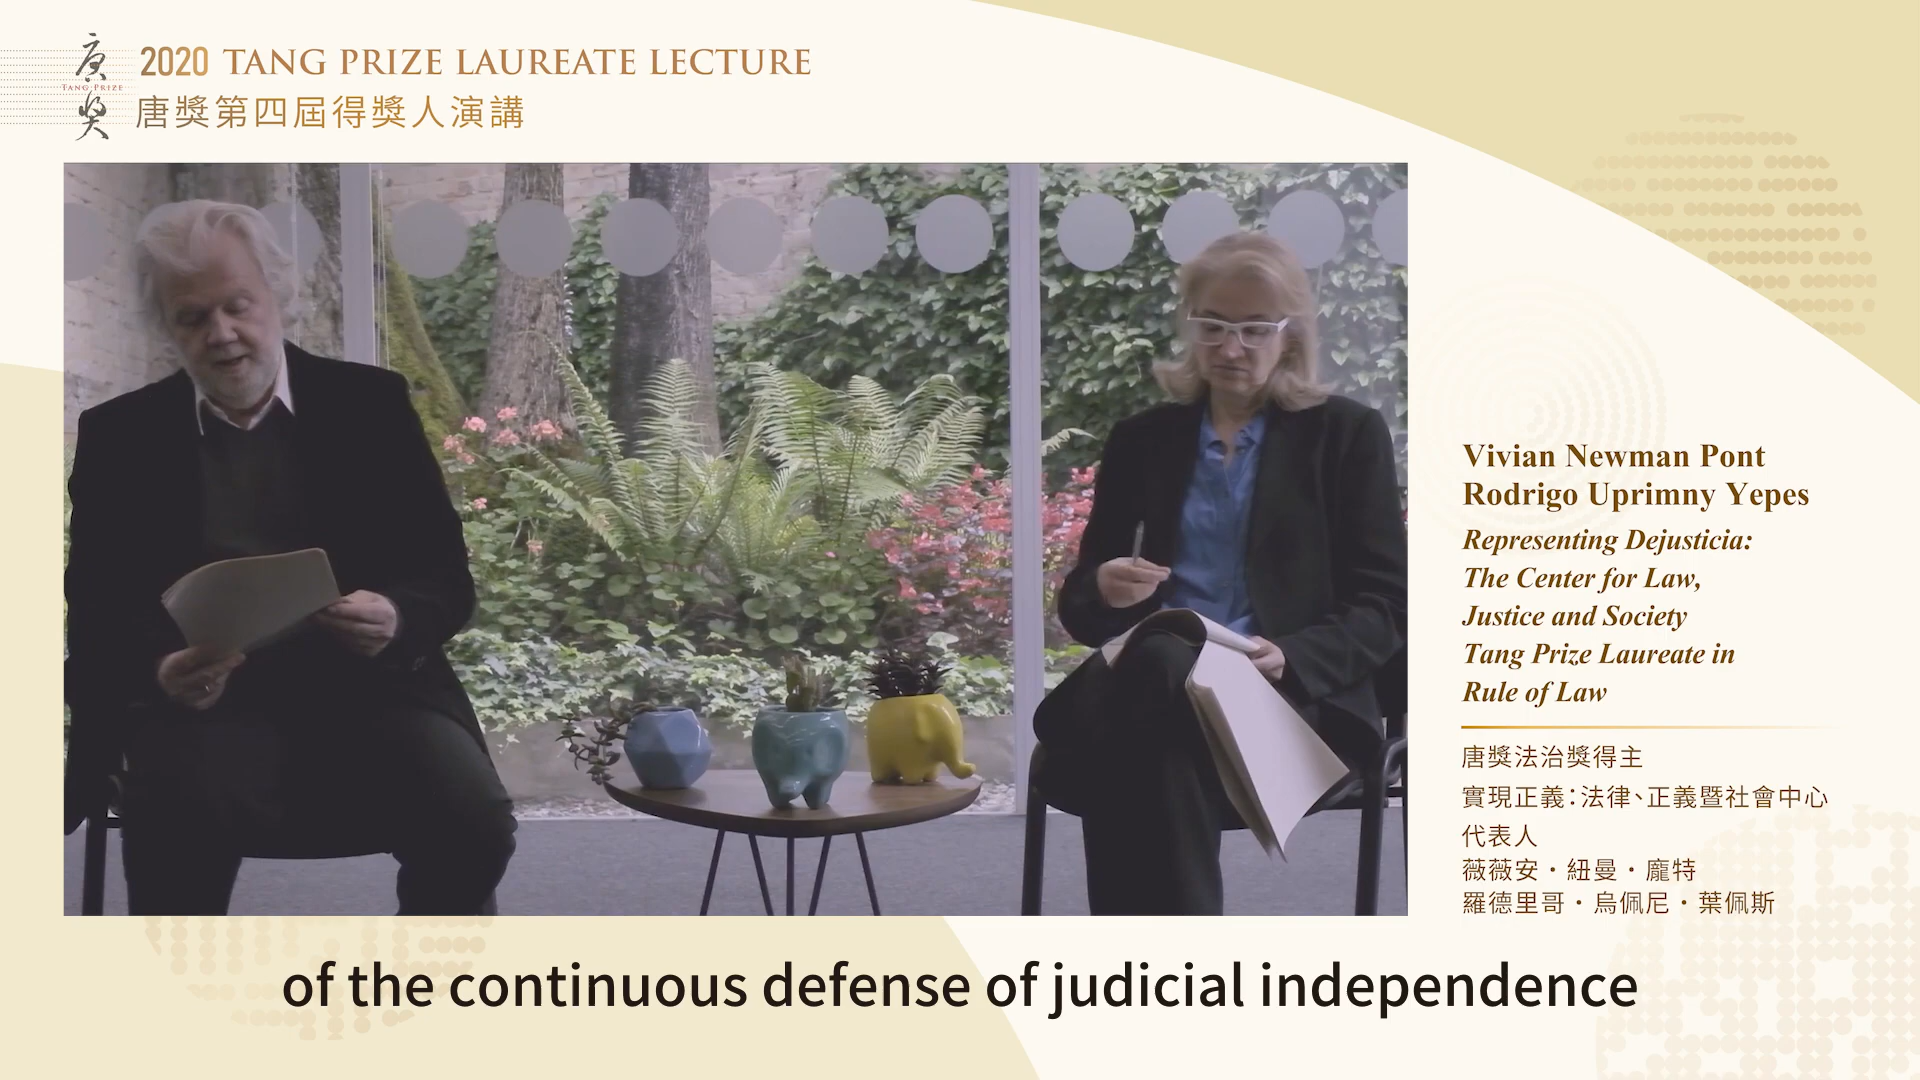 唐獎
TANG PRIZE
2020 TANG PRIZE LAUREATE LECTURE
唐獎第四屆得獎人演講
Vivian Newman Pont
Rodrigo Uprimny Yepes
Representing Dejusticia:
The Center for Law,
Justice and Society
Tang Prize Laureate in
Rule of Law
唐獎法治獎得主
實現正義：法律、正義暨社會中心
代表人
薇薇安・紐曼・龐特
羅德里哥・烏佩尼・葉佩斯
of the continuous defense of judicial independence